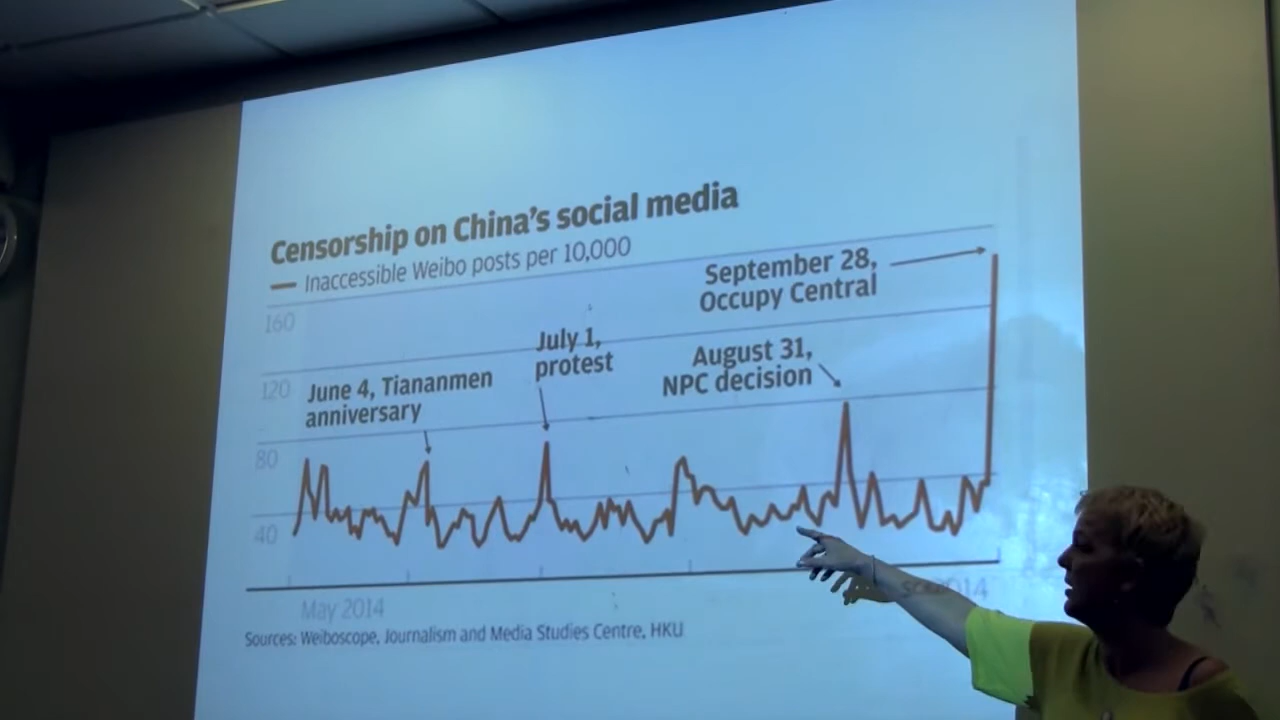 Censorship on China's social media
Inaccessible Weibo posts per 10,000
September 28,
Occupy Central
160
July 1,
protest
August 31,
NPC decision
120
June 4, Tiananmen
anniversary
80
40
May 2014
2014
Sources: Weiboscope, Journalism and Media Studies Centre, HKU